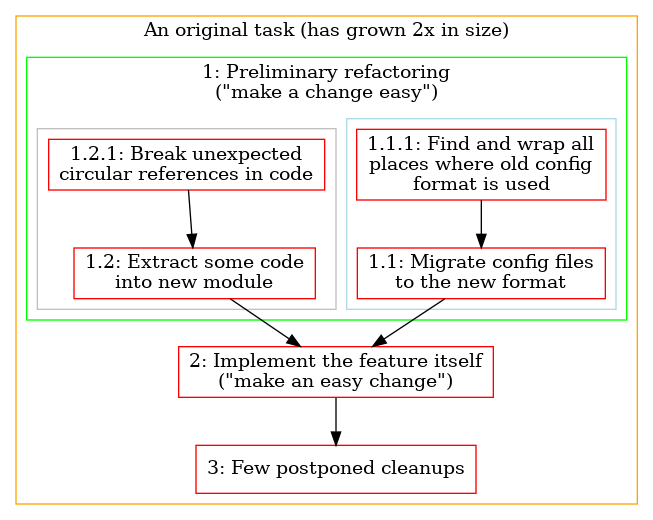 An original task (has grown 2x in size)
1: Preliminary refactoring
("make a change easy")
1.2.1: Break unexpected
circular references in code
1.1.1: Find and wrap all
places where old config
format is used
1.2: Extract some code
into new module
1.1: Migrate config files
to the new format
2: Implement the feature itself
("make an easy change")
3: Few postponed cleanups